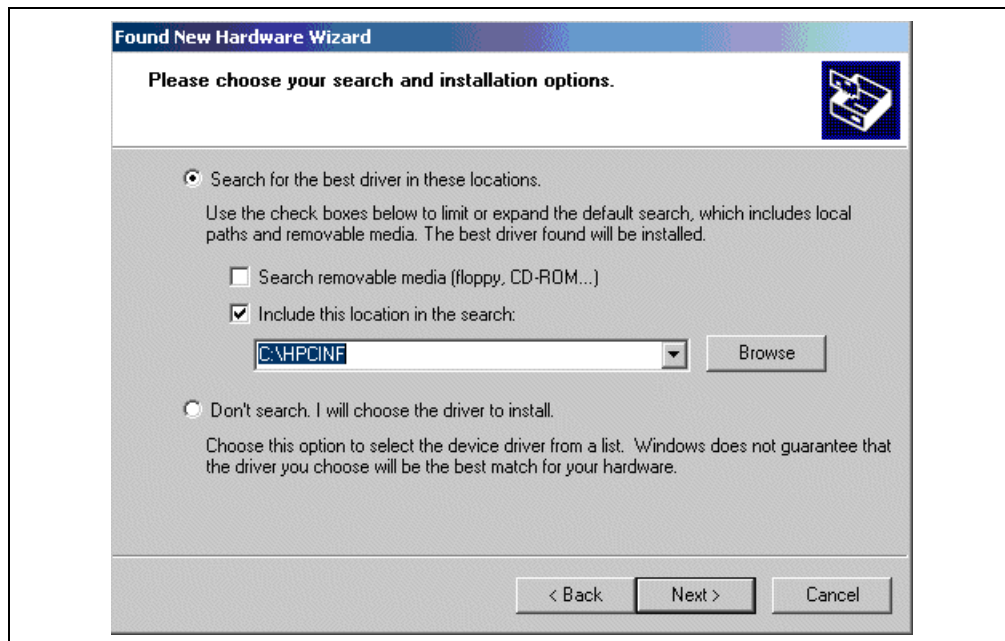 Found New Hardware Wizard
Please choose your search and installation options.
Search for the best driver in these locations.
Use the check boxes below to limit or expand the default search, which includes local
paths and removable media. The best driver found will be installed.
Search removable media (floppy, CD-ROM...)
Include this location in the search:
C:\HPCINF
Browse
Don't search. I will choose the driver to install.
Choose this option to select the device driver from a list. Windows does not guarantee that
the driver you choose will be the best match for your hardware.
< Back Next > Cancel